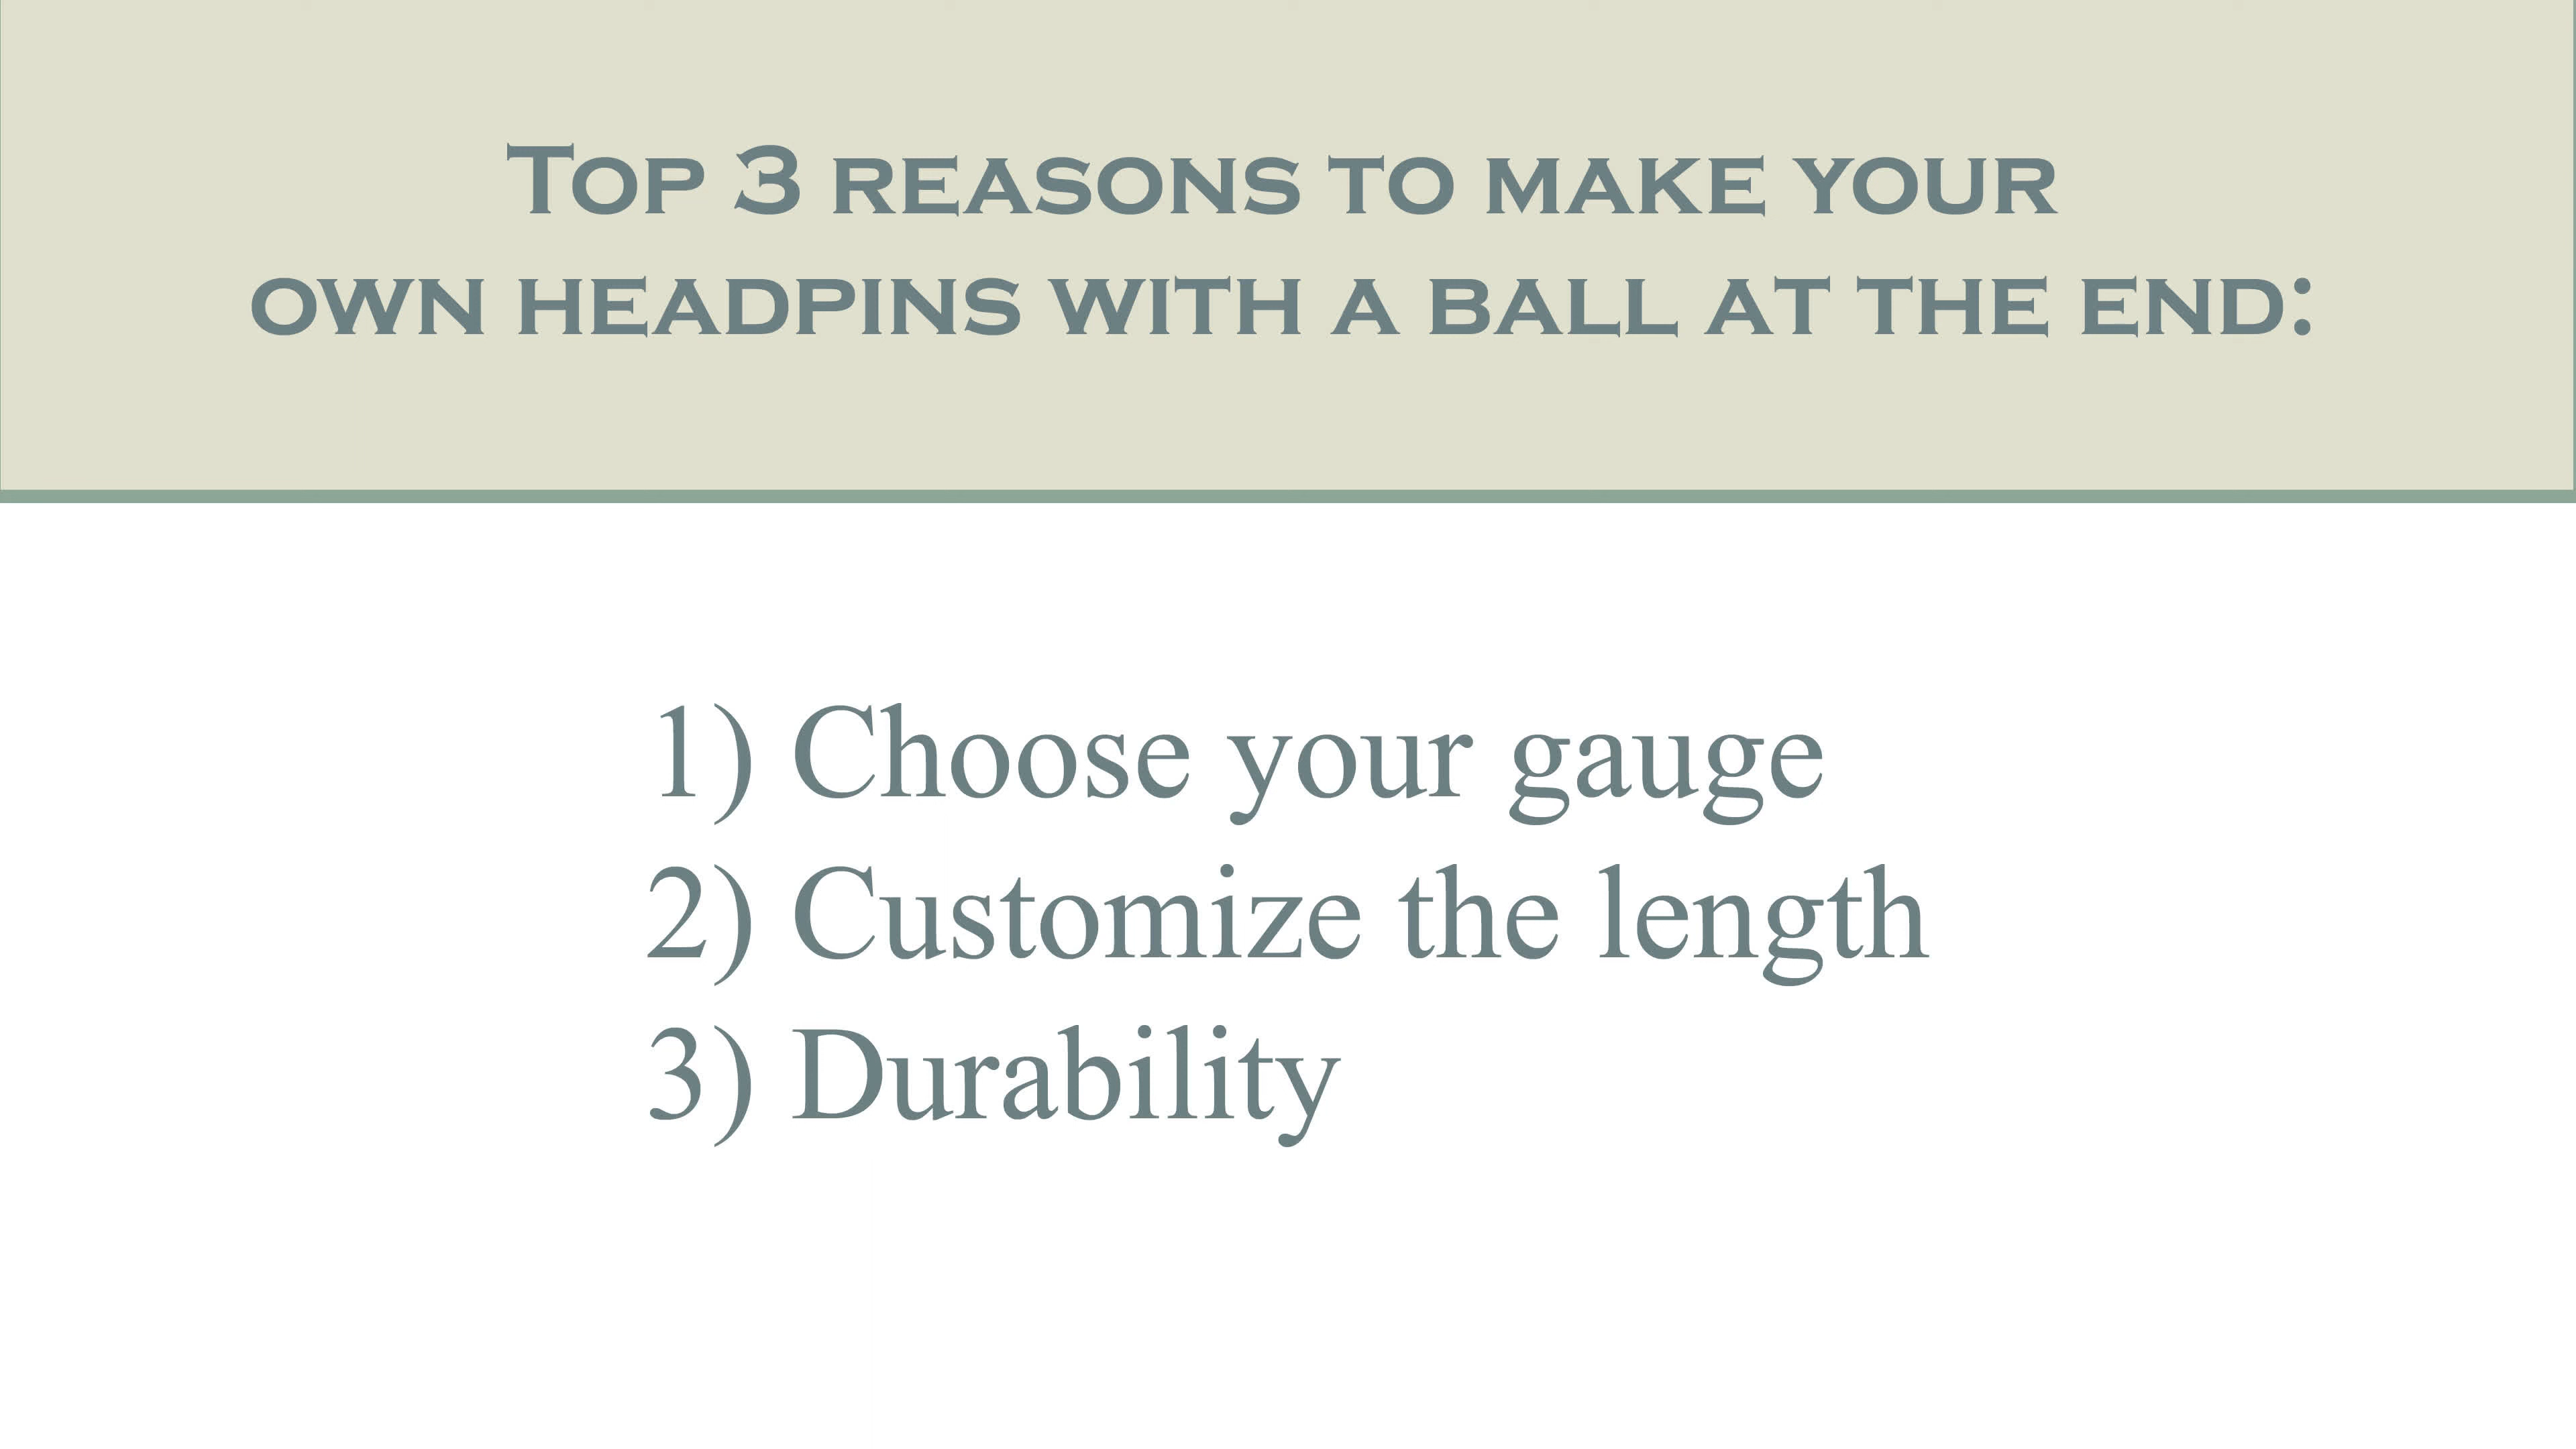 Top 3 reasons to make your
own headpins with a ball at the end:
1) Choose your gauge
2) Customize the length
3) Durability